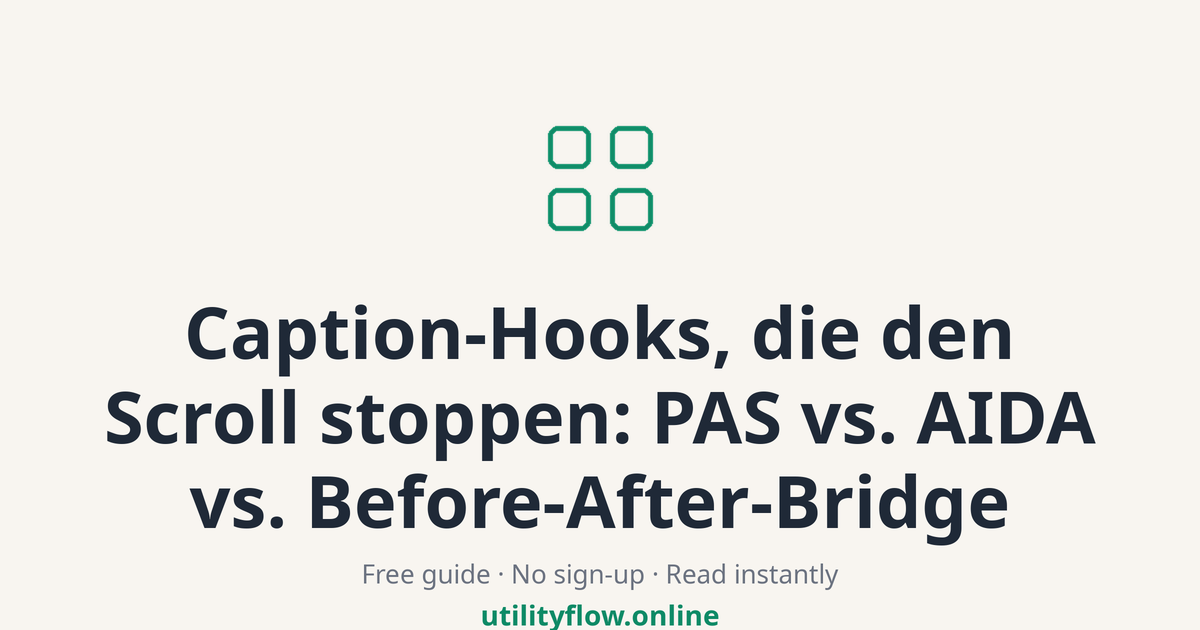 Caption-Hooks, die den
Scroll stoppen: PAS vs. AIDA
vs. Before-After-Bridge
Free guide · No sign-up · Read instantly
utilityflow.online